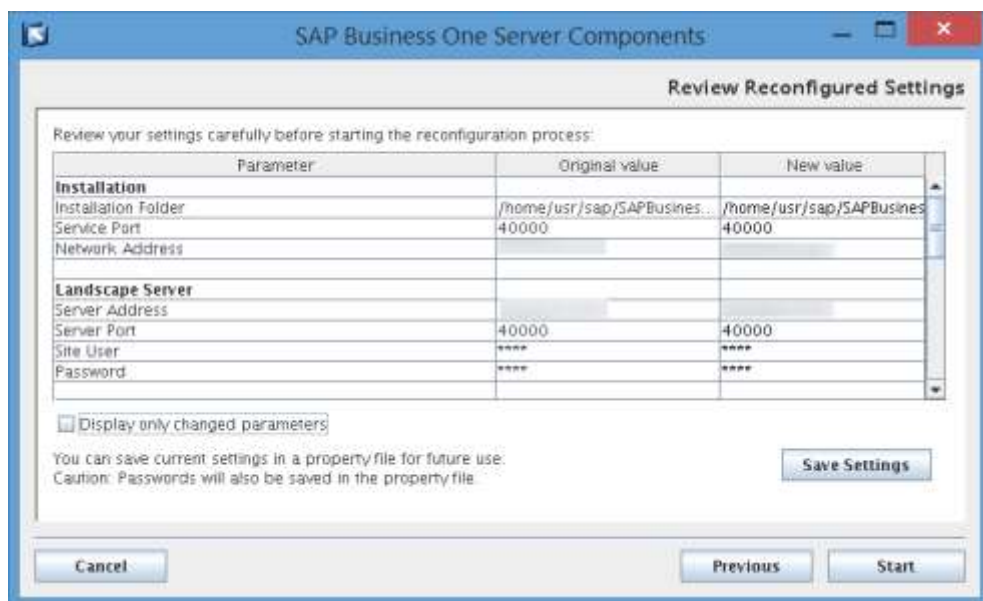 SAP Business One Server Components
Review Reconfigured Settings
Review your settings carefully before starting the reconfiguration process:
Parameter Original value New value
Installation
Installation Folder /home/usr/sap/SAPBusines... /home/usr/sap/SAPBusines
Service Port 40000 40000
Network Address
Landscape Server
Server Address
Server Port 40000 40000
Site User **** ****
Password **** ****
Display only changed parameters
You can save current settings in a property file for future use.
Caution: Passwords will also be saved in the property file.
Save Settings
Cancel Previous Start